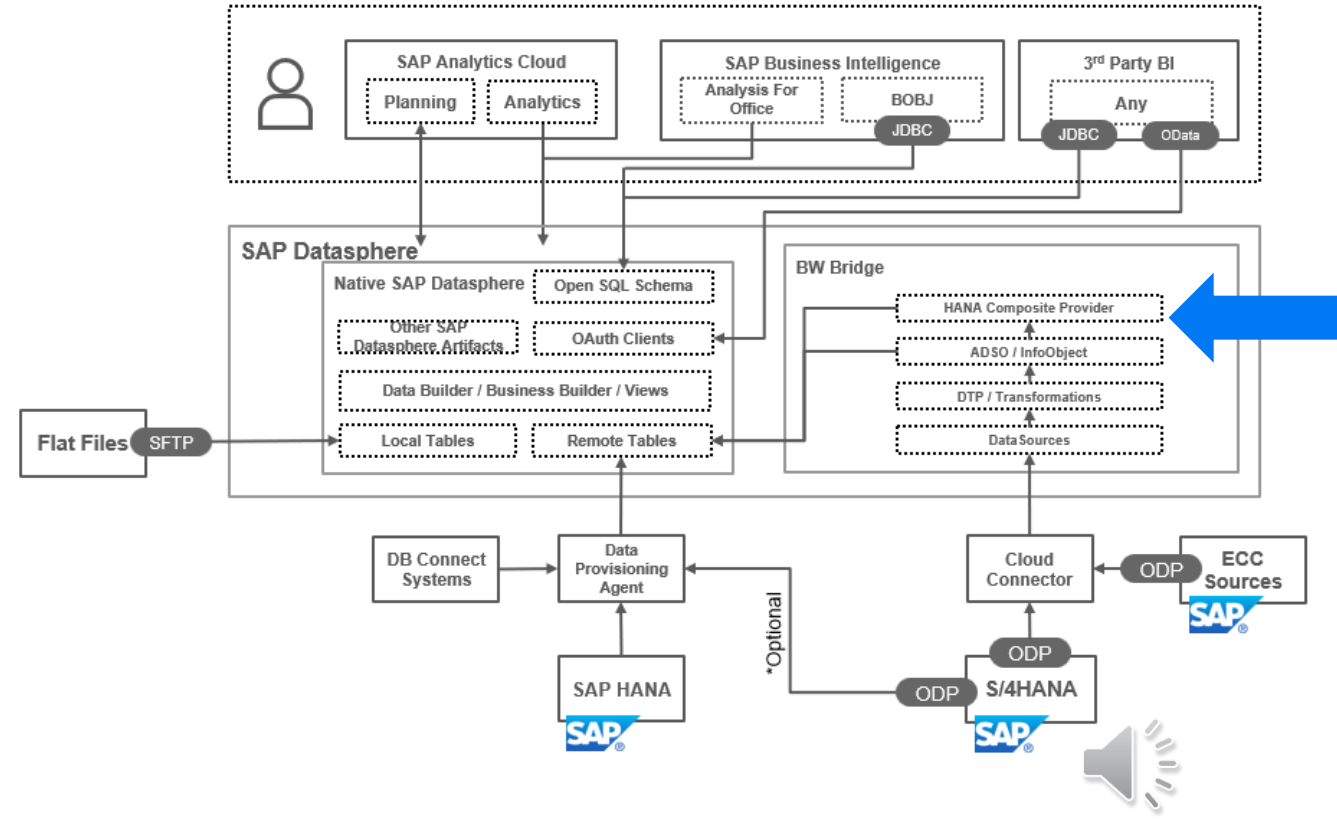 SAP Analytics Cloud
Planning
Analytics
SAP Business Intelligence
Analysis For
Office
BOBJ
JDBC
3rd Party BI
Any
JDBC
OData
SAP Datasphere
Native SAP Datasphere
Open SQL Schema
Other SAP
Datasphere Artifacts
OAuth Clients
Data Builder / Business Builder / Views
Local Tables
Remote Tables
BW Bridge
HANA Composite Provider
ADSO / InfoObject
DTP / Transformations
DataSources
Flat Files
SFTP
DB Connect
Systems
Data
Provisioning
Agent
Cloud
Connector
ODP
ECC
Sources
SAP®
*Optional
SAP HANA
SAP®
ODP
ODP
S/4HANA
SAP®